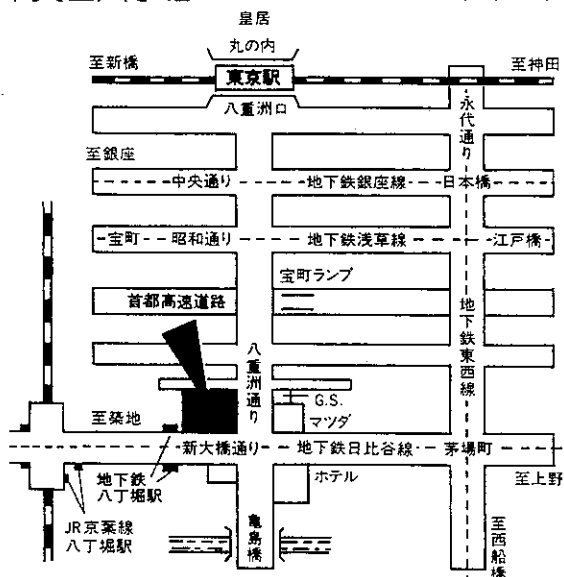 皇居
丸の内
至新橋
東京駅
至神田
八重洲口
永代通り
至銀座
中央通り
地下鉄銀座線
日本橋
宝町
昭和通り
地下鉄浅草線
江戸橋
宝町ランプ
首都高速道路
地下鉄東西線
八重洲通り
G.S.
マツダ
至築地
新大橋通り
地下鉄日比谷線
茅場町
地下鉄
八丁堀駅
ホテル
至上野
JR京葉線
八丁堀駅
亀島橋
至西船橋